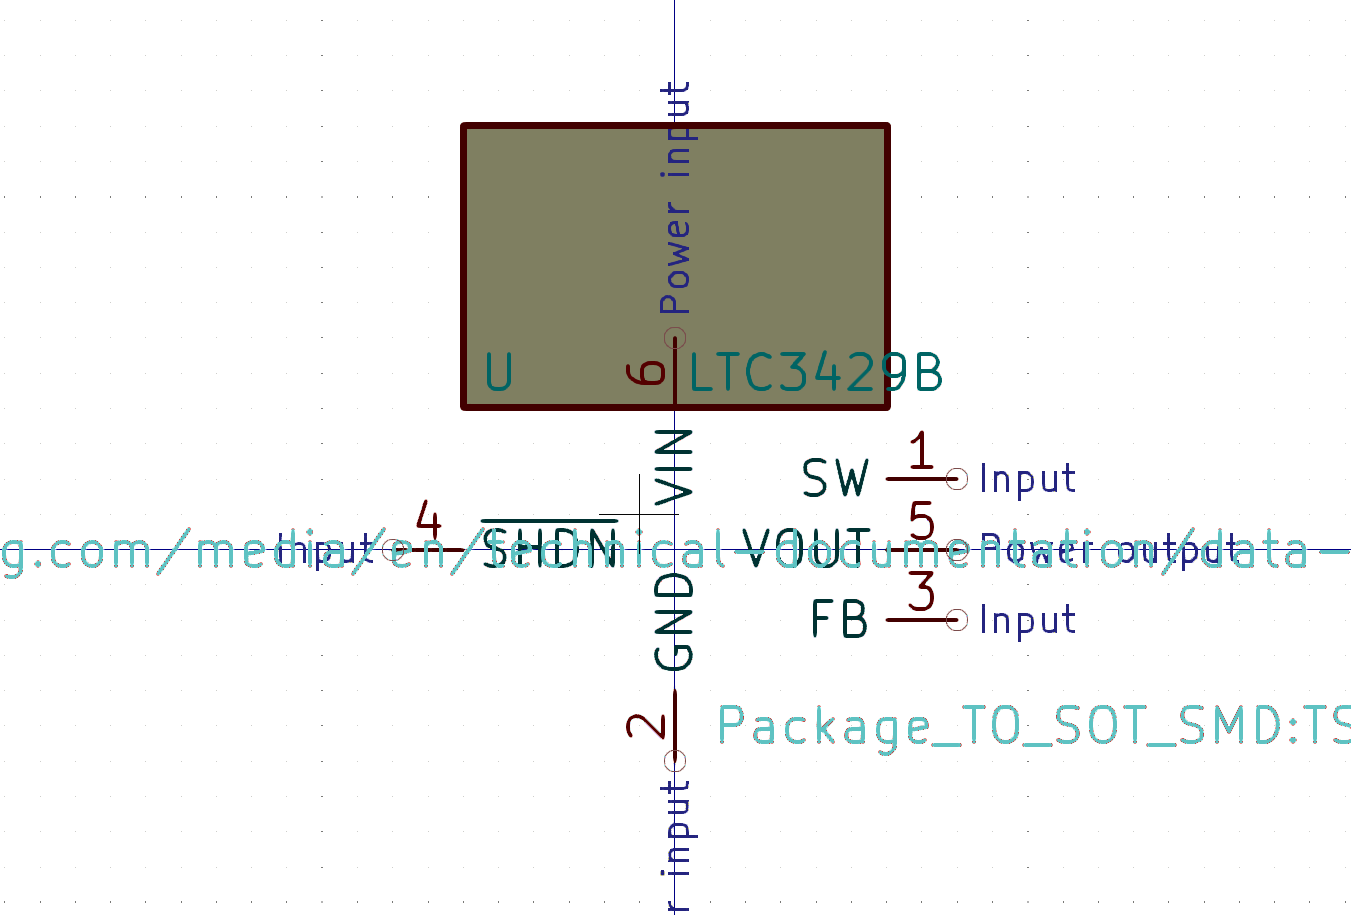 Power input
U
6
LTC3429B
VIN
SW
1
Input
4
5
Input
SHDN
VOUT
Power output
g.com/media/en/technical-documentation/data-
3
FB
Input
GND
2
Package_TO_SOT_SMD:TS
r input